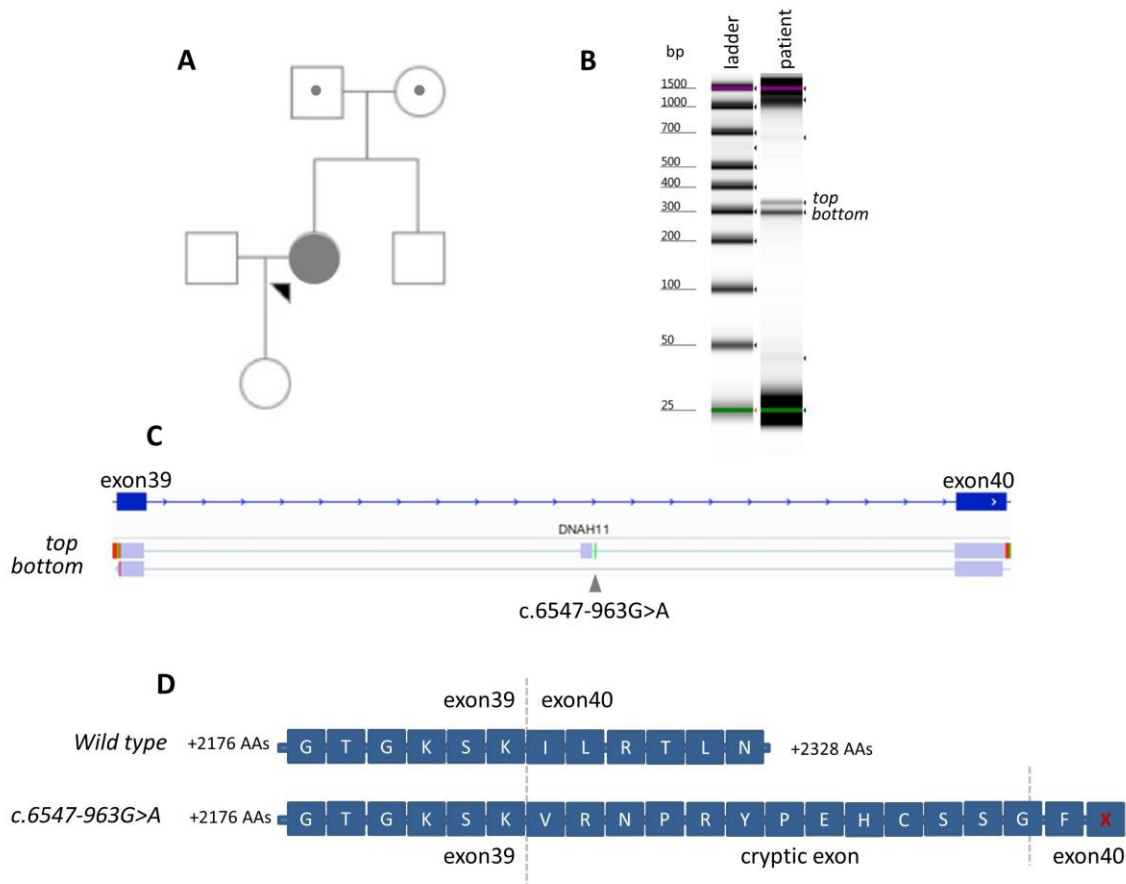 A
B
bp
ladder
patient
1500
1000
700
500
400
300
200
100
50
25
top
bottom
C
exon39
exon40
DNAH11
top
bottom
c.6547-963G>A
D
exon39 exon40
Wild type +2176 AAs G T G K S K I L R T L N +2328 AAs
c.6547-963G>A +2176 AAs G T G K S K V R N P R Y P E H C S S G F X
exon39 cryptic exon exon40